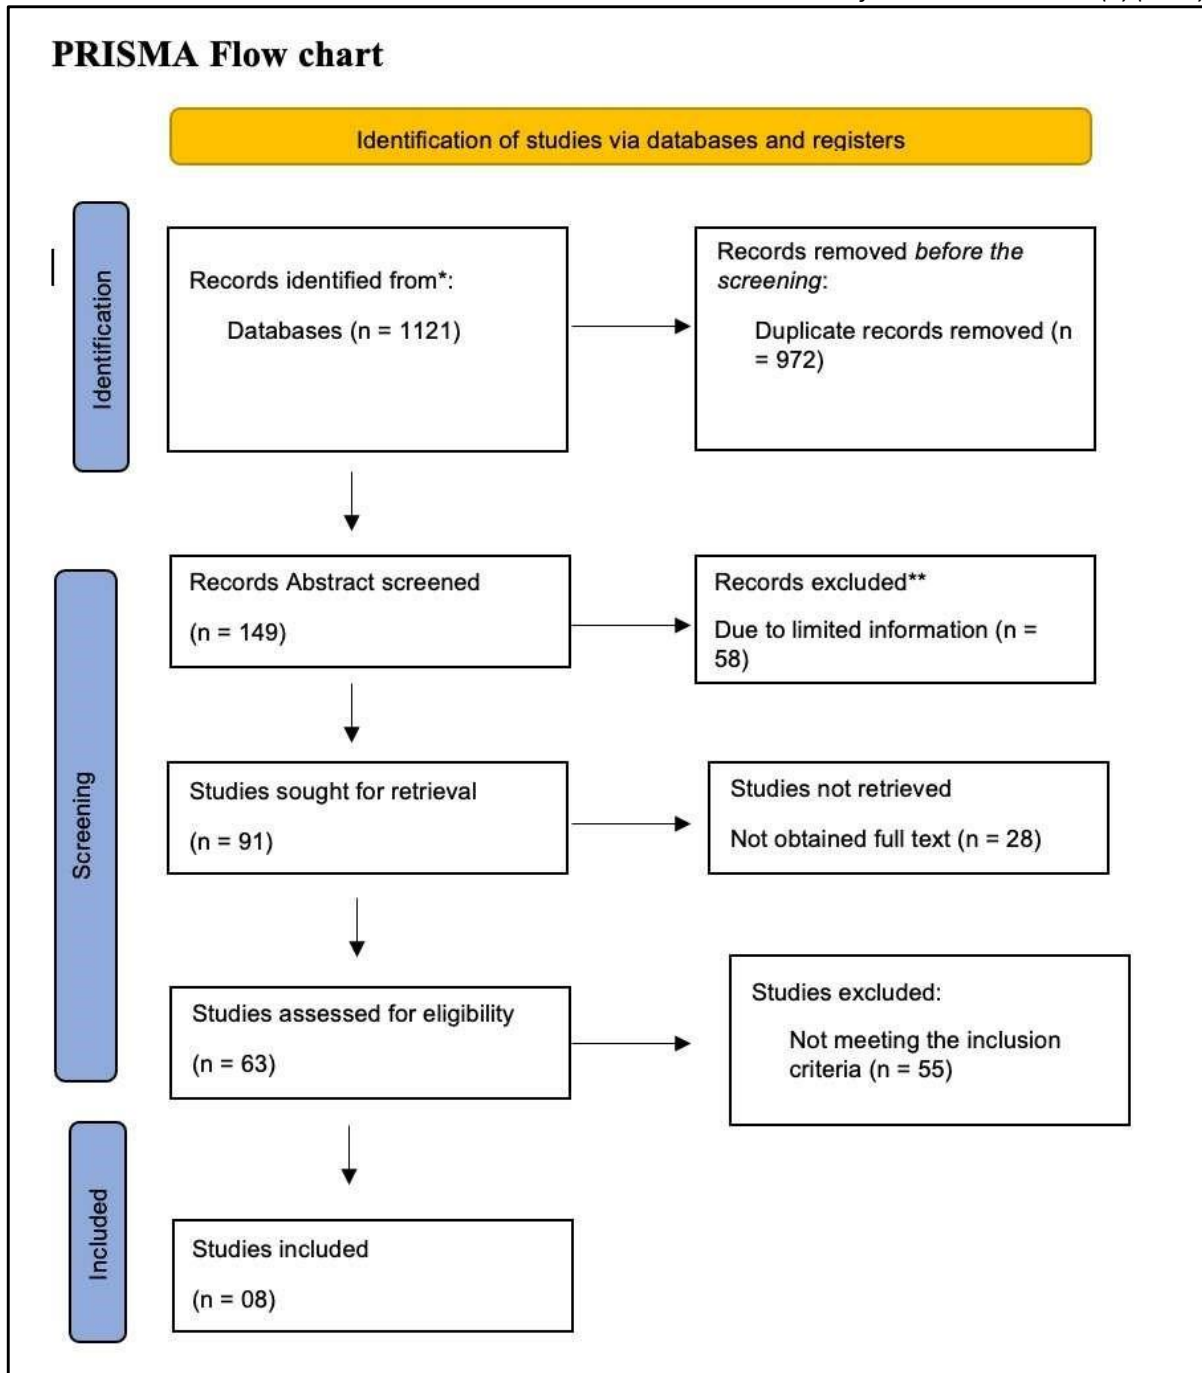 PRISMA Flow chart
Identification of studies via databases and registers
Identification
Records identified from*:
Databases (n = 1121)
Records removed before the
screening:
Duplicate records removed (n
= 972)
Screening
Records Abstract screened
(n = 149)
Records excluded**
Due to limited information (n =
58)
Studies sought for retrieval
(n = 91)
Studies not retrieved
Not obtained full text (n = 28)
Studies assessed for eligibility
(n = 63)
Studies excluded:
Not meeting the inclusion
criteria (n = 55)
Included
Studies included
(n = 08)